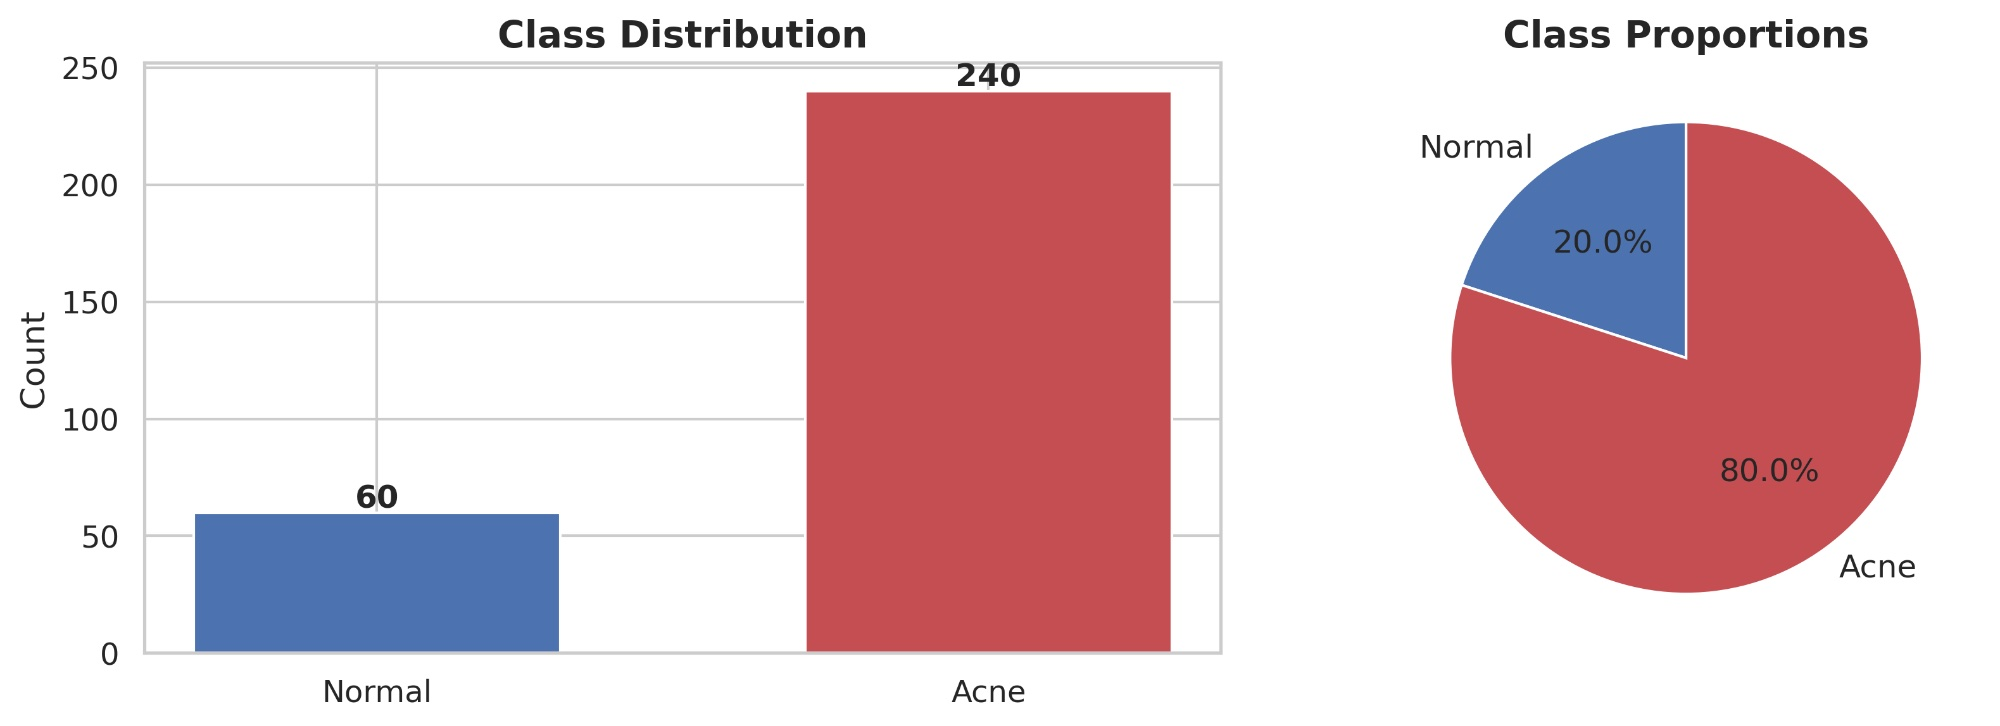 Class Distribution
250
200
150
100
50
0
Count
60
240
Normal
Acne
Class Proportions
Normal
20.0%
80.0%
Acne